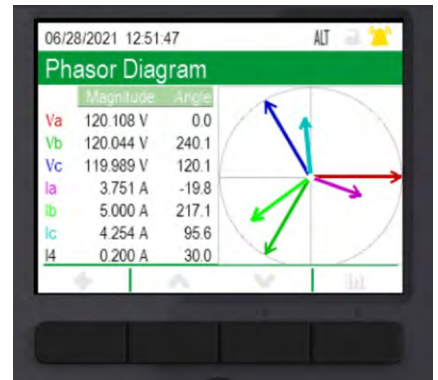 06/28/2021 12:51:47 ALT
Phasor Diagram
Magnitude Angle
Va 120.108 V 0.0
Vb 120.044 V 240.1
Vc 119.989 V 120.1
Ia 3.751 A -19.8
Ib 5.000 A 217.1
Ic 4.254 A 95.6
I4 0.200 A 30.0